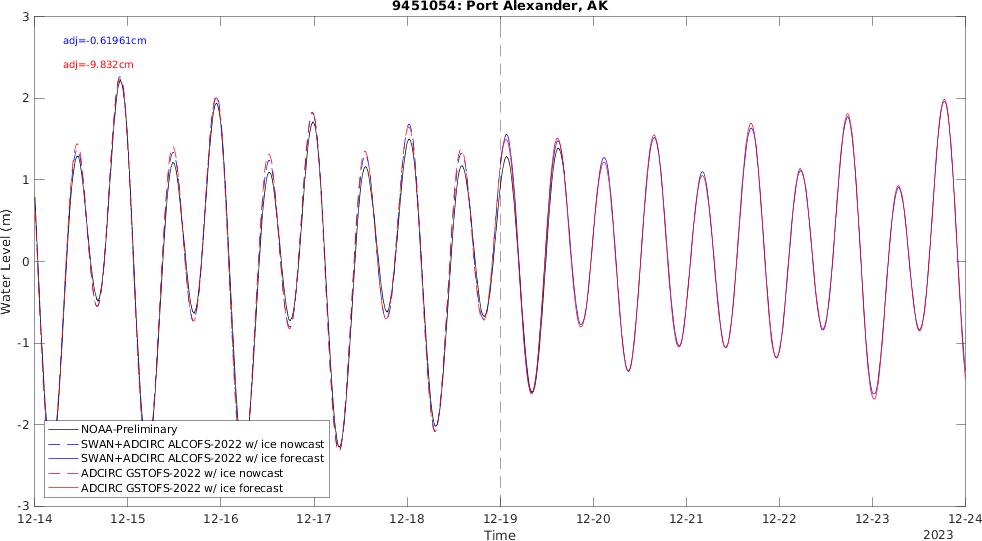 9451054: Port Alexander, AK
adj=-0.61961cm
adj=-9.832cm
Water Level (m)
3
2
1
0
-1
-2
-3
NOAA-Preliminary
SWAN+ADCIRC ALCOFS-2022 w/ ice nowcast
SWAN+ADCIRC ALCOFS-2022 w/ ice forecast
ADCIRC GSTOFS-2022 w/ ice nowcast
ADCIRC GSTOFS-2022 w/ ice forecast
12-14 12-15 12-16 12-17 12-18 12-19 12-20 12-21 12-22 12-23 12-24
Time
2023